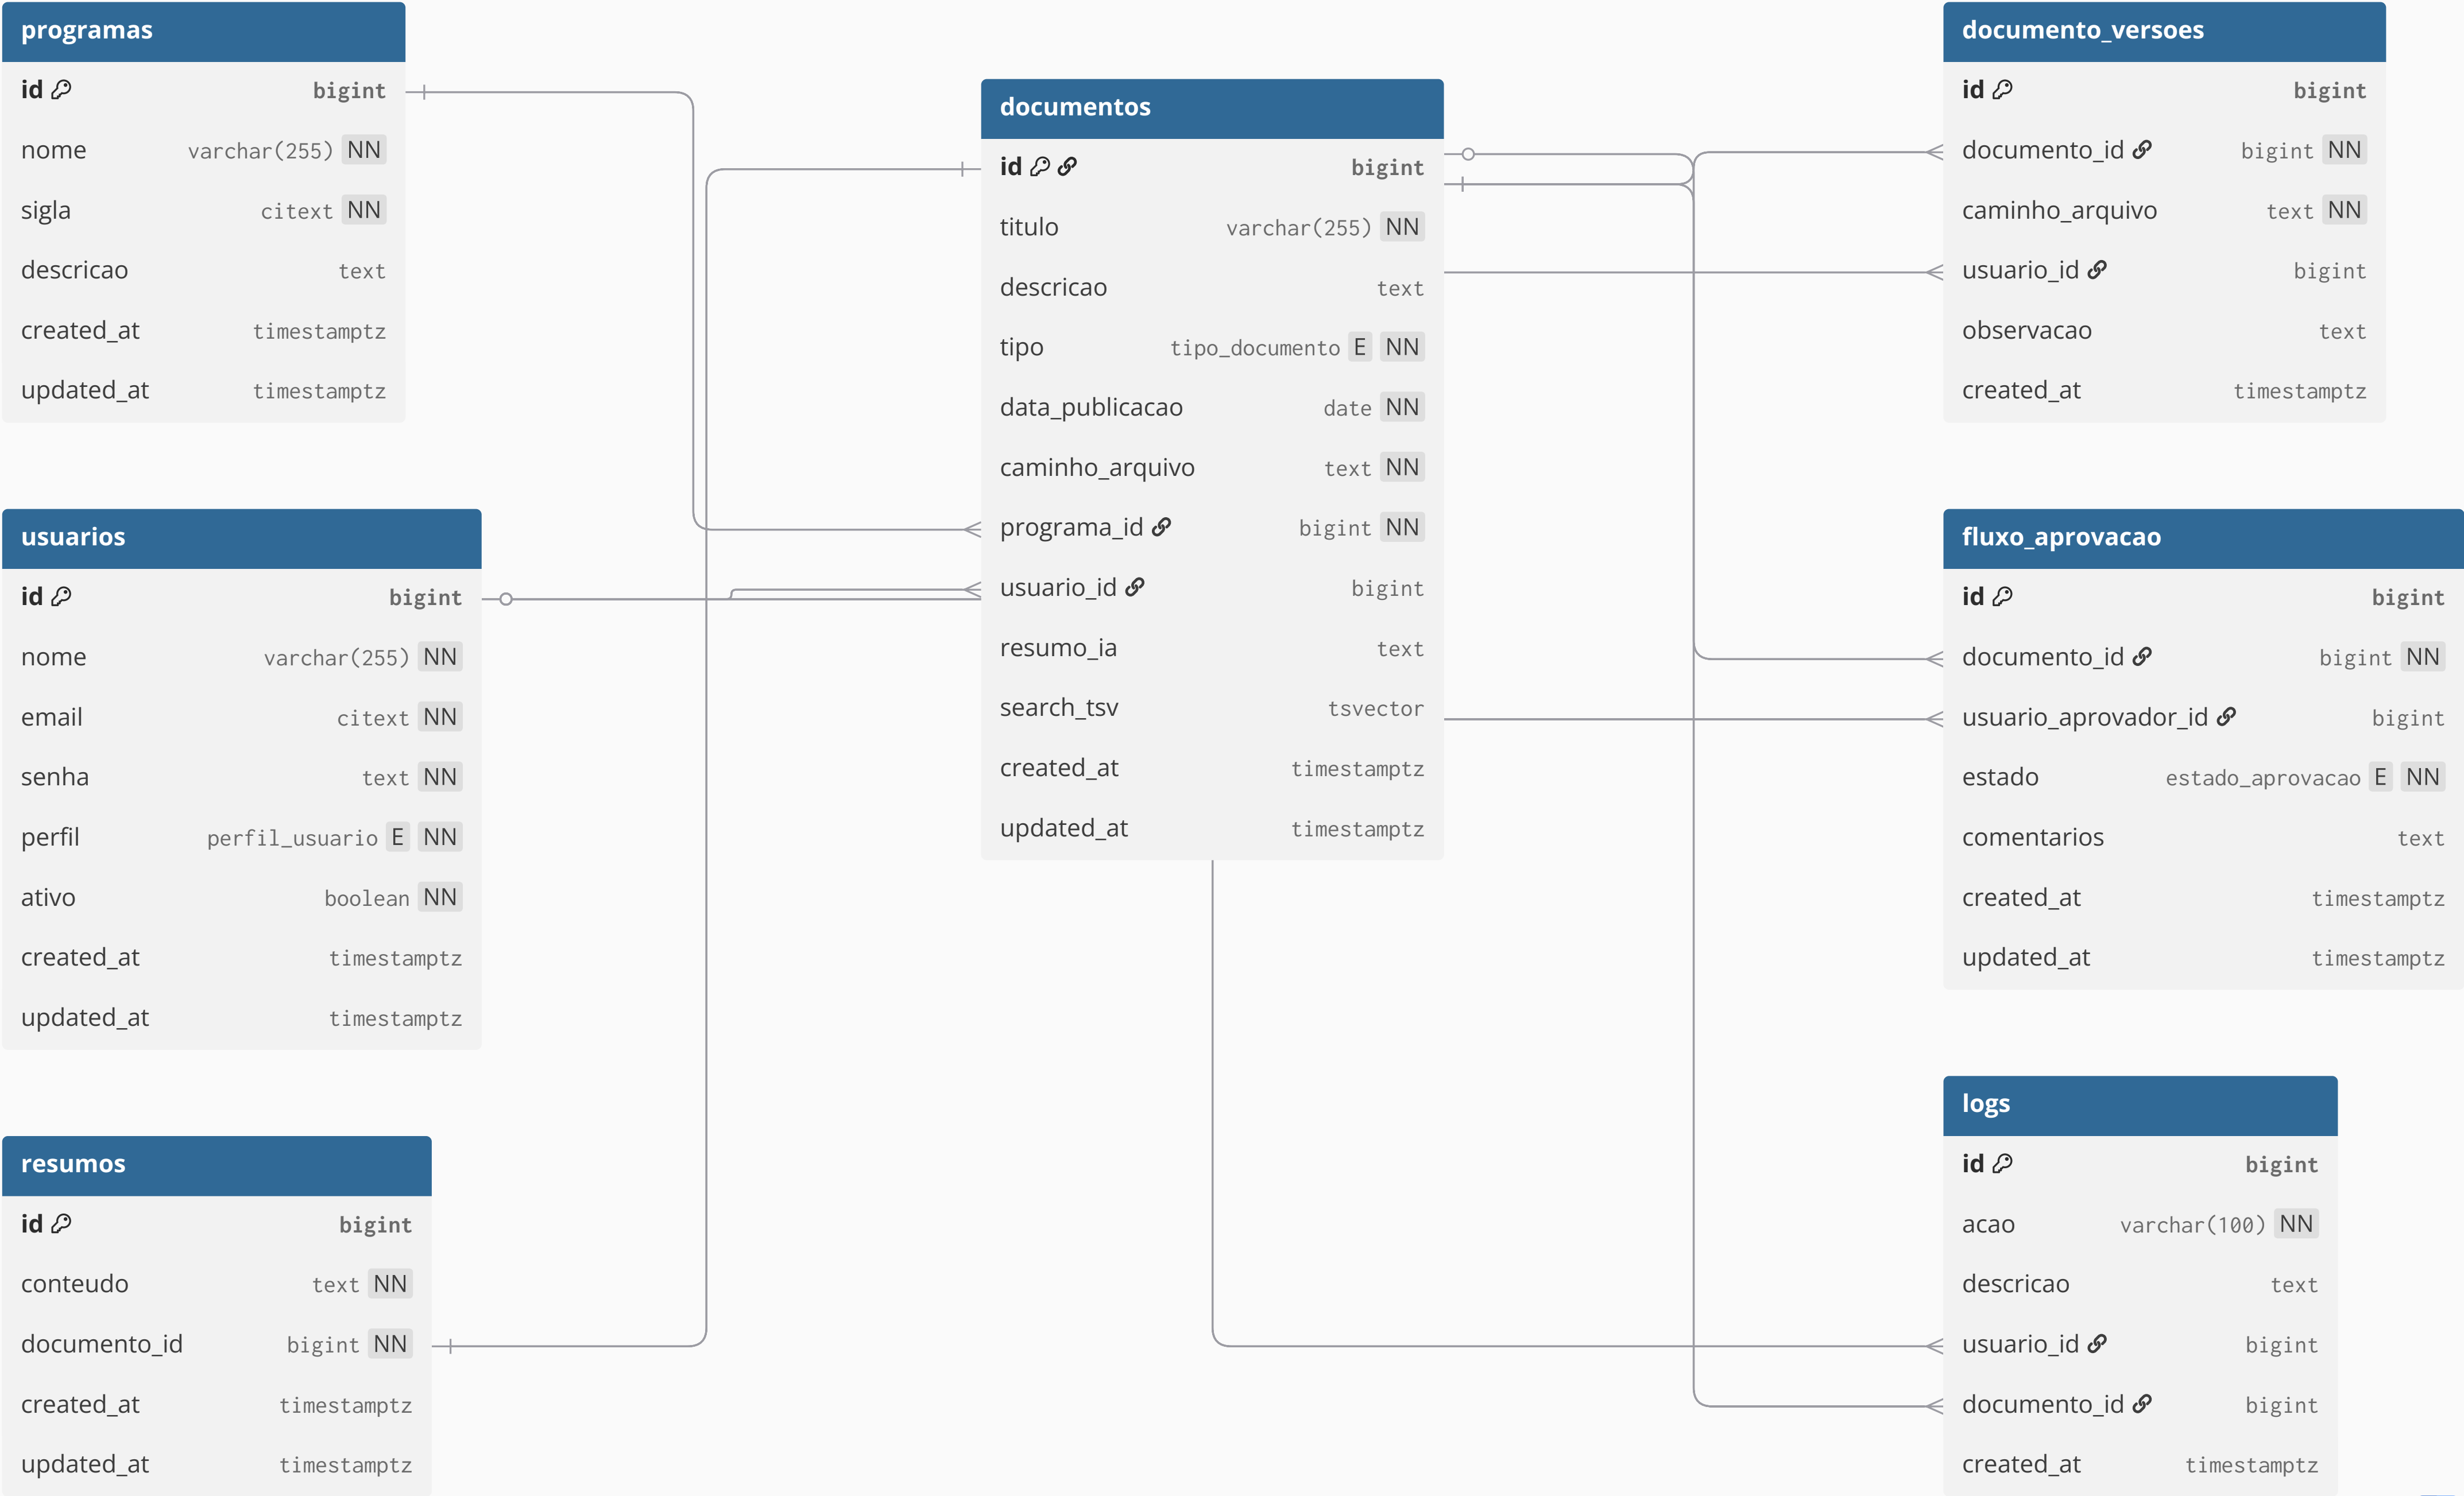 programas
id bigint
nome varchar(255) NN
sigla citext NN
descricao text
created_at timestamptz
updated_at timestamptz
usuarios
id bigint
nome varchar(255) NN
email citext NN
senha text NN
perfil perfil_usuario E NN
ativo boolean NN
created_at timestamptz
updated_at timestamptz
resumos
id bigint
conteudo text NN
documento_id bigint NN
created_at timestamptz
updated_at timestamptz
documentos
id bigint
titulo varchar(255) NN
descricao text
tipo tipo_documento E NN
data_publicacao date NN
caminho_arquivo text NN
programa_id bigint NN
usuario_id bigint
resumo_ia text
search_tsv tsvector
created_at timestamptz
updated_at timestamptz
documento_versoes
id bigint
documento_id bigint NN
caminho_arquivo text NN
usuario_id bigint
observacao text
created_at timestamptz
fluxo_aprovacao
id bigint
documento_id bigint NN
usuario_aprovador_id bigint
estado estado_aprovacao E NN
comentarios text
created_at timestamptz
updated_at timestamptz
logs
id bigint
acao varchar(100) NN
descricao text
usuario_id bigint
documento_id bigint
created_at timestamptz